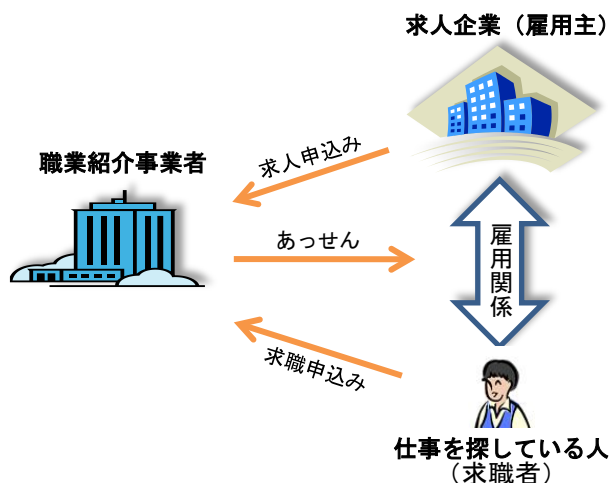 求人企業（雇用主）
職業紹介事業者
求人申込み
あっせん
雇用関係
求職申込み
仕事を探している人
（求職者）